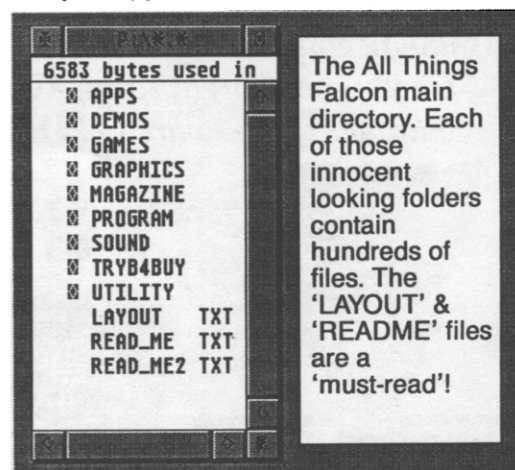 P:\*.*
6583 bytes used in
APPS
DEMOS
GAMES
GRAPHICS
MAGAZINE
PROGRAM
SOUND
TRYB4BUY
UTILITY
LAYOUT TXT
READ_ME TXT
READ_ME2 TXT
The All Things
Falcon main
directory. Each
of those
innocent
looking folders
contain
hundreds of
files. The
‘LAYOUT’ &
‘README’ files
are a
‘must-read’!